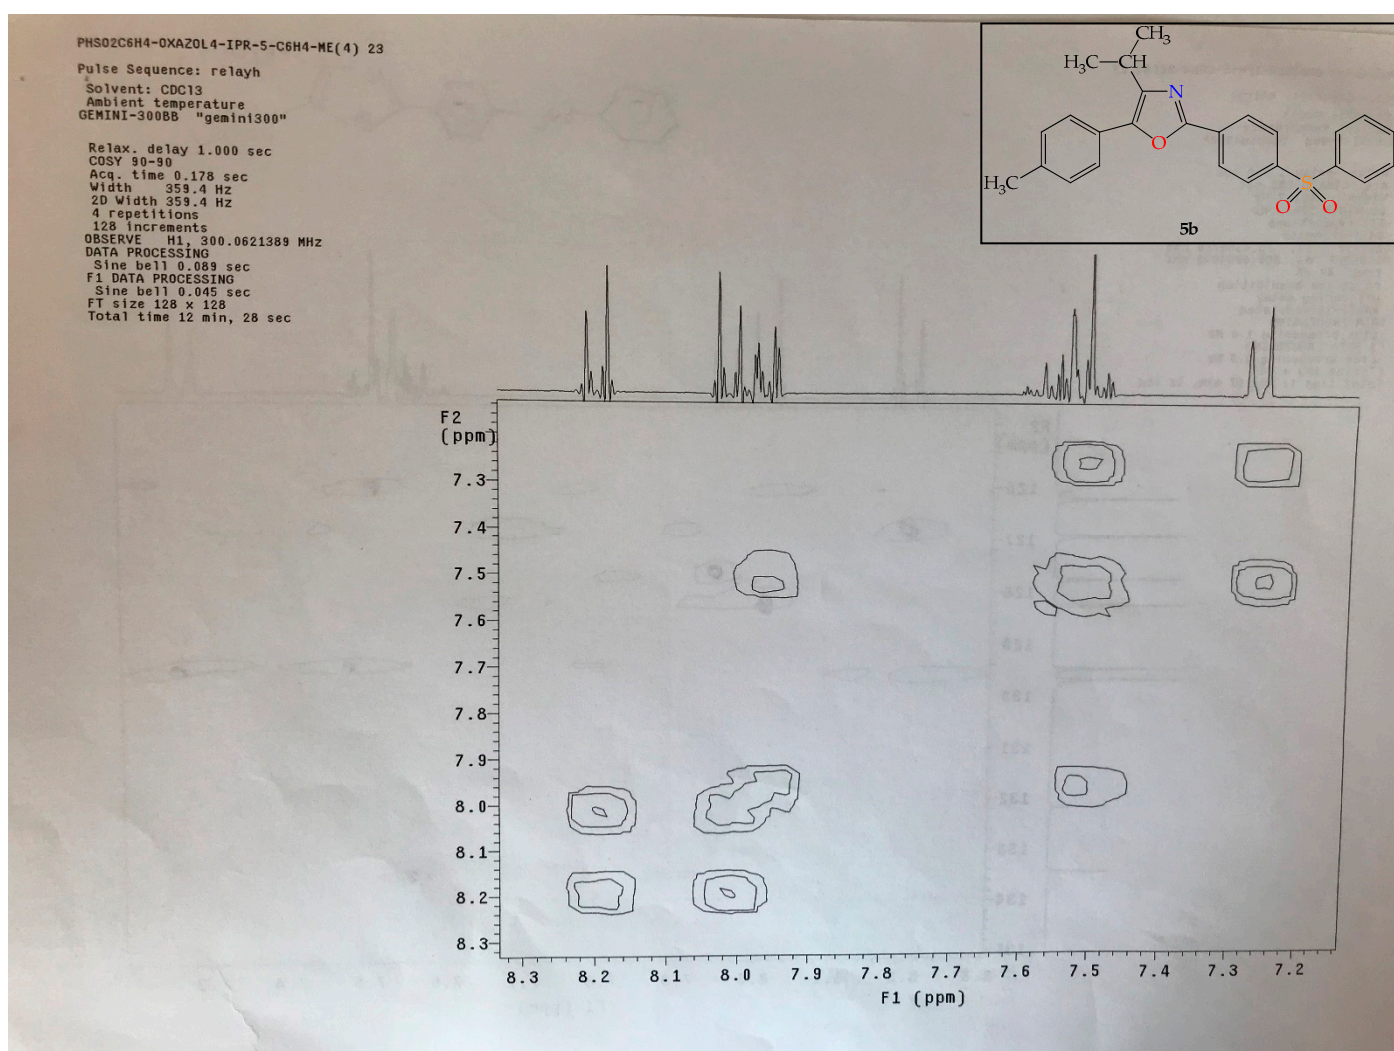 PHSO2C6H4-OXAZOL4-IPR-5-C6H4-ME(4) 23
Pulse Sequence: relayh
Solvent: CDCl3
Ambient temperature
GEMINI-300BB "gemini300"
Relax. delay 1.000 sec
COSY 90-90
Acq. time 0.178 sec
Width 359.4 Hz
2D Width 359.4 Hz
4 repetitions
128 increments
OBSERVE H1, 300.0621389 MHz
DATA PROCESSING
Sine bell 0.089 sec
F1 DATA PROCESSING
Sine bell 0.045 sec
FT size 128 x 128
Total time 12 min, 28 sec
CH3
H3C CH
N
O
H3C
S
O O
5b
F2
(ppm)
7.3
7.4
7.5
7.6
7.7
7.8
7.9
8.0
8.1
8.2
8.3
8.3 8.2 8.1 8.0 7.9 7.8 7.7 7.6 7.5 7.4 7.3 7.2
F1 (ppm)